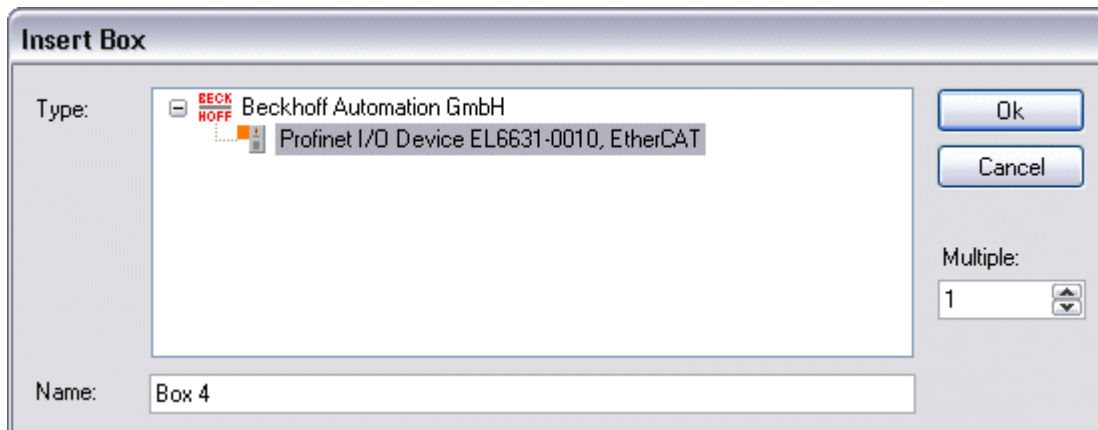 Insert Box
Type:
BECK
HOFF
Beckhoff Automation GmbH
Profinet I/O Device EL6631-0010, EtherCAT
Ok
Cancel
Multiple:
1
Name:
Box 4